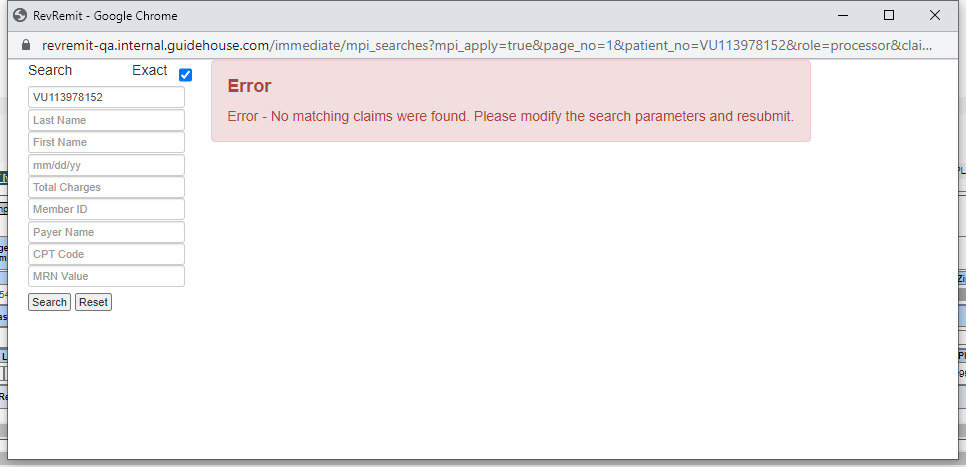 RevRemit - Google Chrome
revremit-qa.internal.guidehouse.com/immediate/mpi_searches?mpi_apply=true&page_no=1&patient_no=VU113978152&role=processor&clai...
Search Exact
VU113978152
Last Name
First Name
mm/dd/yy
Total Charges
Member ID
Payer Name
CPT Code
MRN Value
Search Reset
Error
Error - No matching claims were found. Please modify the search parameters and resubmit.